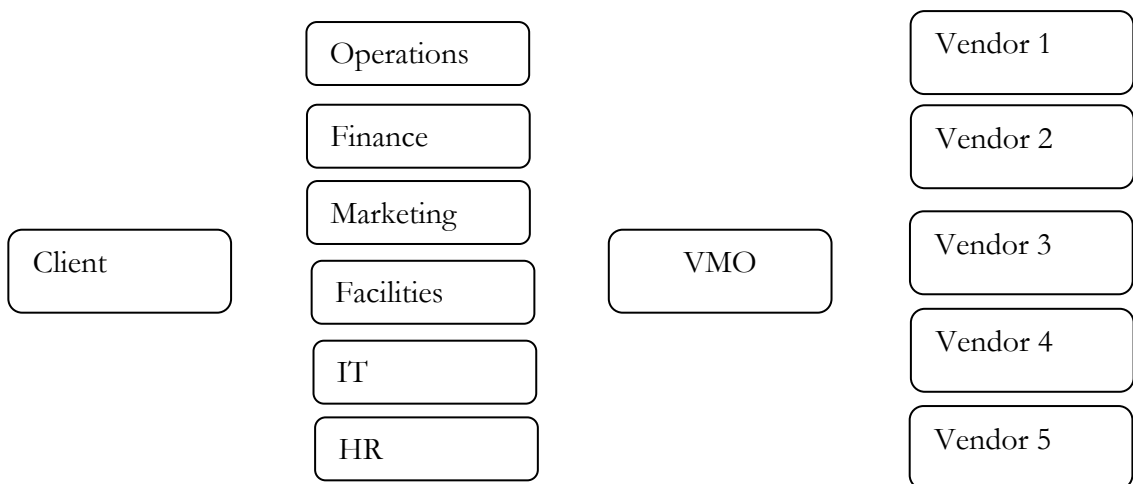 Client
Operations
Finance
Marketing
Facilities
IT
HR
VMO
Vendor 1
Vendor 2
Vendor 3
Vendor 4
Vendor 5